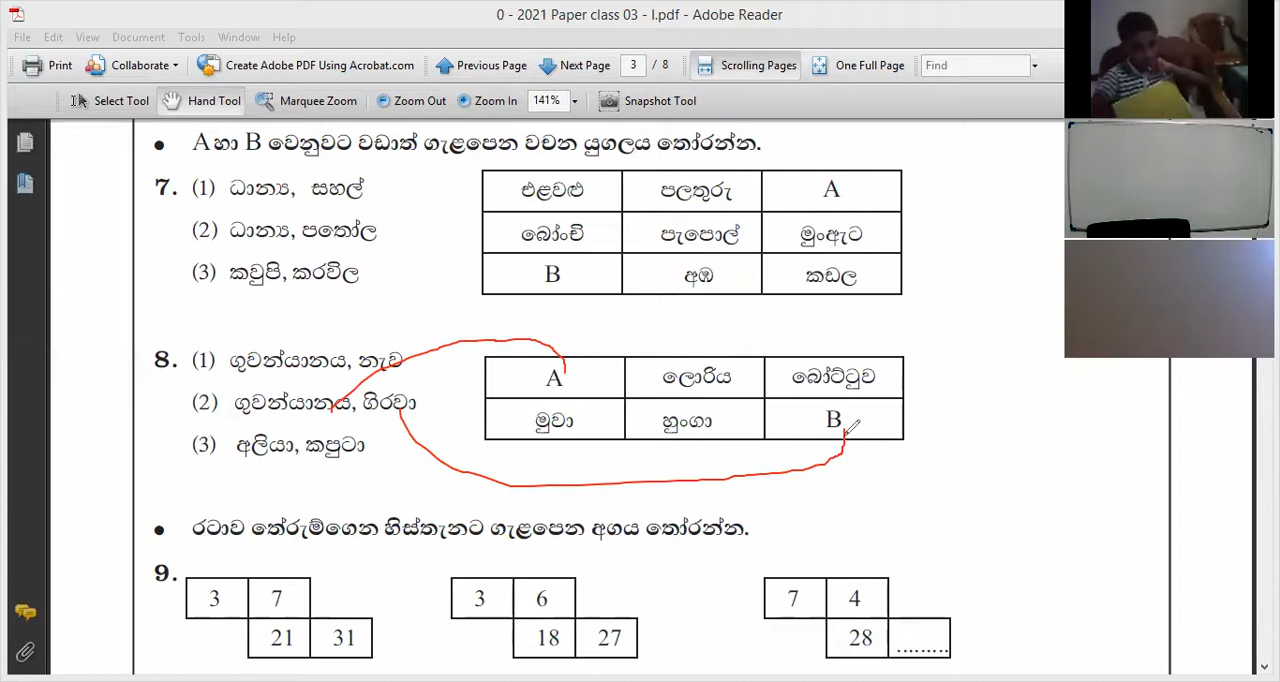 0 - 2021 Paper class 03 - I.pdf - Adobe Reader
File Edit View Document Tools Window Help
Print Collaborate Create Adobe PDF Using Acrobat.com Previous Page Next Page 3 / 8 Scrolling Pages One Full Page Find
Select Tool Hand Tool Marquee Zoom Zoom Out Zoom In 141% Snapshot Tool
• A හා B වෙනුවට වඩාත් ගැළපෙන වචන යුගලය තෝරන්න.
7. (1) ධාන්‍ය, සහල්
(2) ධාන්‍ය, පතෝල
(3) කවුපි, කරවිල
එළවළු පලතුරු A
බෝංචි පැපොල් මුංඇට
B අඹ කඩල
8. (1) ගුවන්යානය, නැව
(2) ගුවන්යානය, ගිරවා
(3) අලියා, කපුටා
A ලොරිය බෝට්ටුව
මුවා හුංගා B
• රටාව තේරුම්ගෙන හිස්තැනට ගැළපෙන අගය තෝරන්න.
9.
3 7 3 6 7 4
21 31 18 27 28 .........